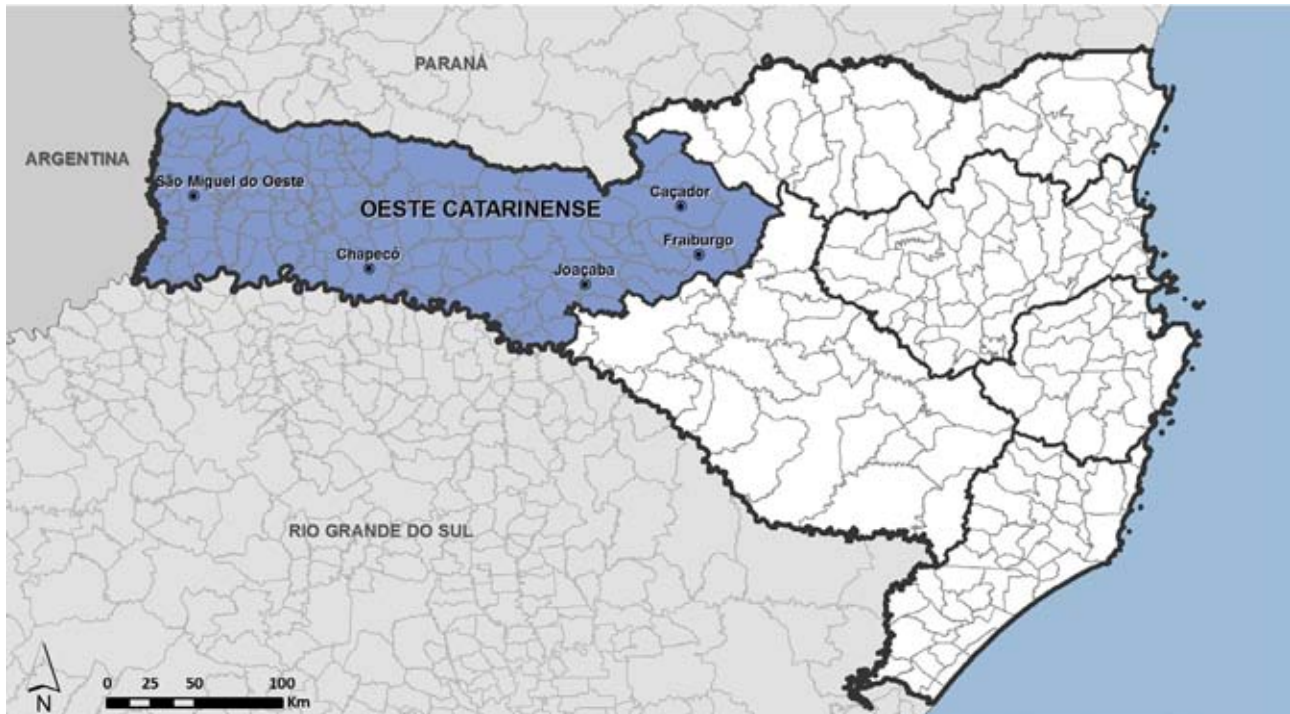 PARANÁ
ARGENTINA
São Miguel do Oeste
OESTE CATARINENSE
Caçador
Chapecó
Fraiburgo
Joaçaba
RIO GRANDE DO SUL
N
0 25 50 100
Km